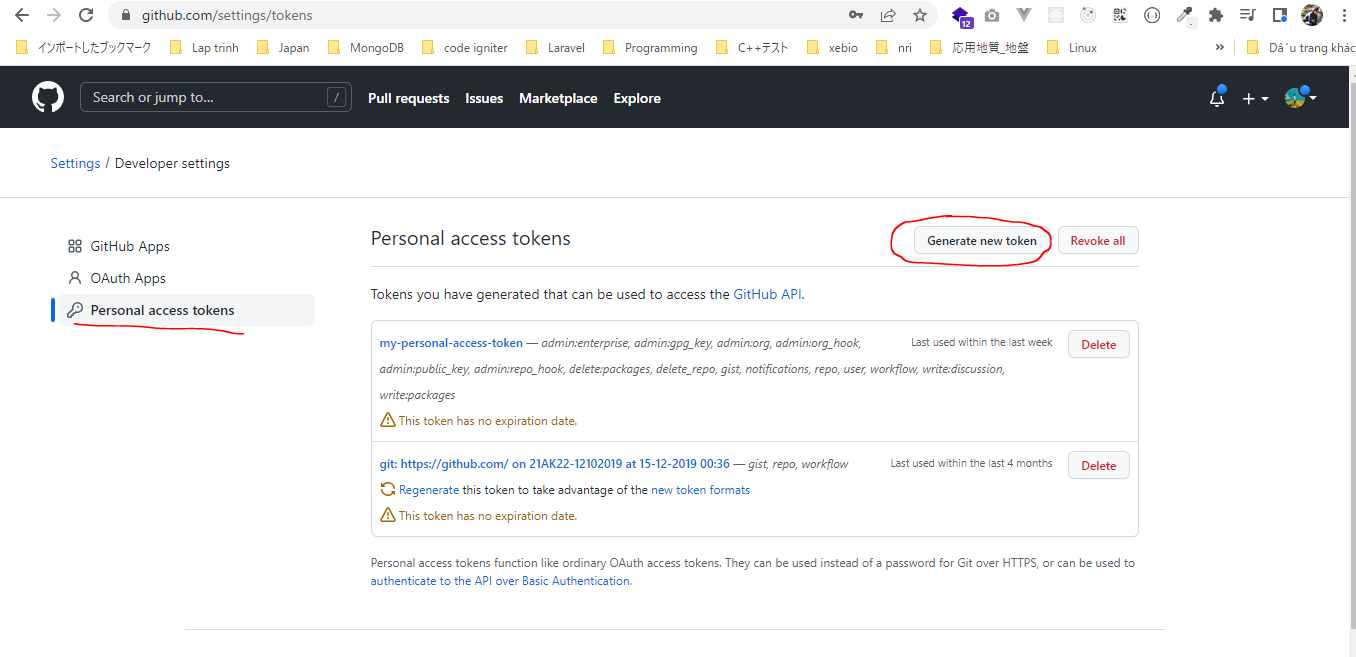 github.com/settings/tokens
12
インポートしたブックマーク Lap trinh Japan MongoDB code igniter Laravel Programming C++テスト xebio nri 応用地質_地盤 Linux » Dấu trang khác
Search or jump to... / Pull requests Issues Marketplace Explore
Settings / Developer settings
GitHub Apps
OAuth Apps
Personal access tokens
Personal access tokens Generate new token Revoke all
Tokens you have generated that can be used to access the GitHub API.
my-personal-access-token — admin:enterprise, admin:gpg_key, admin:org, admin:org_hook, Last used within the last week Delete
admin:public_key, admin:repo_hook, delete:packages, delete_repo, gist, notifications, repo, user, workflow, write:discussion,
write:packages
This token has no expiration date.
git: https://github.com/ on 21AK22-12102019 at 15-12-2019 00:36 — gist, repo, workflow Last used within the last 4 months Delete
Regenerate this token to take advantage of the new token formats
This token has no expiration date.
Personal access tokens function like ordinary OAuth access tokens. They can be used instead of a password for Git over HTTPS, or can be used to
authenticate to the API over Basic Authentication.